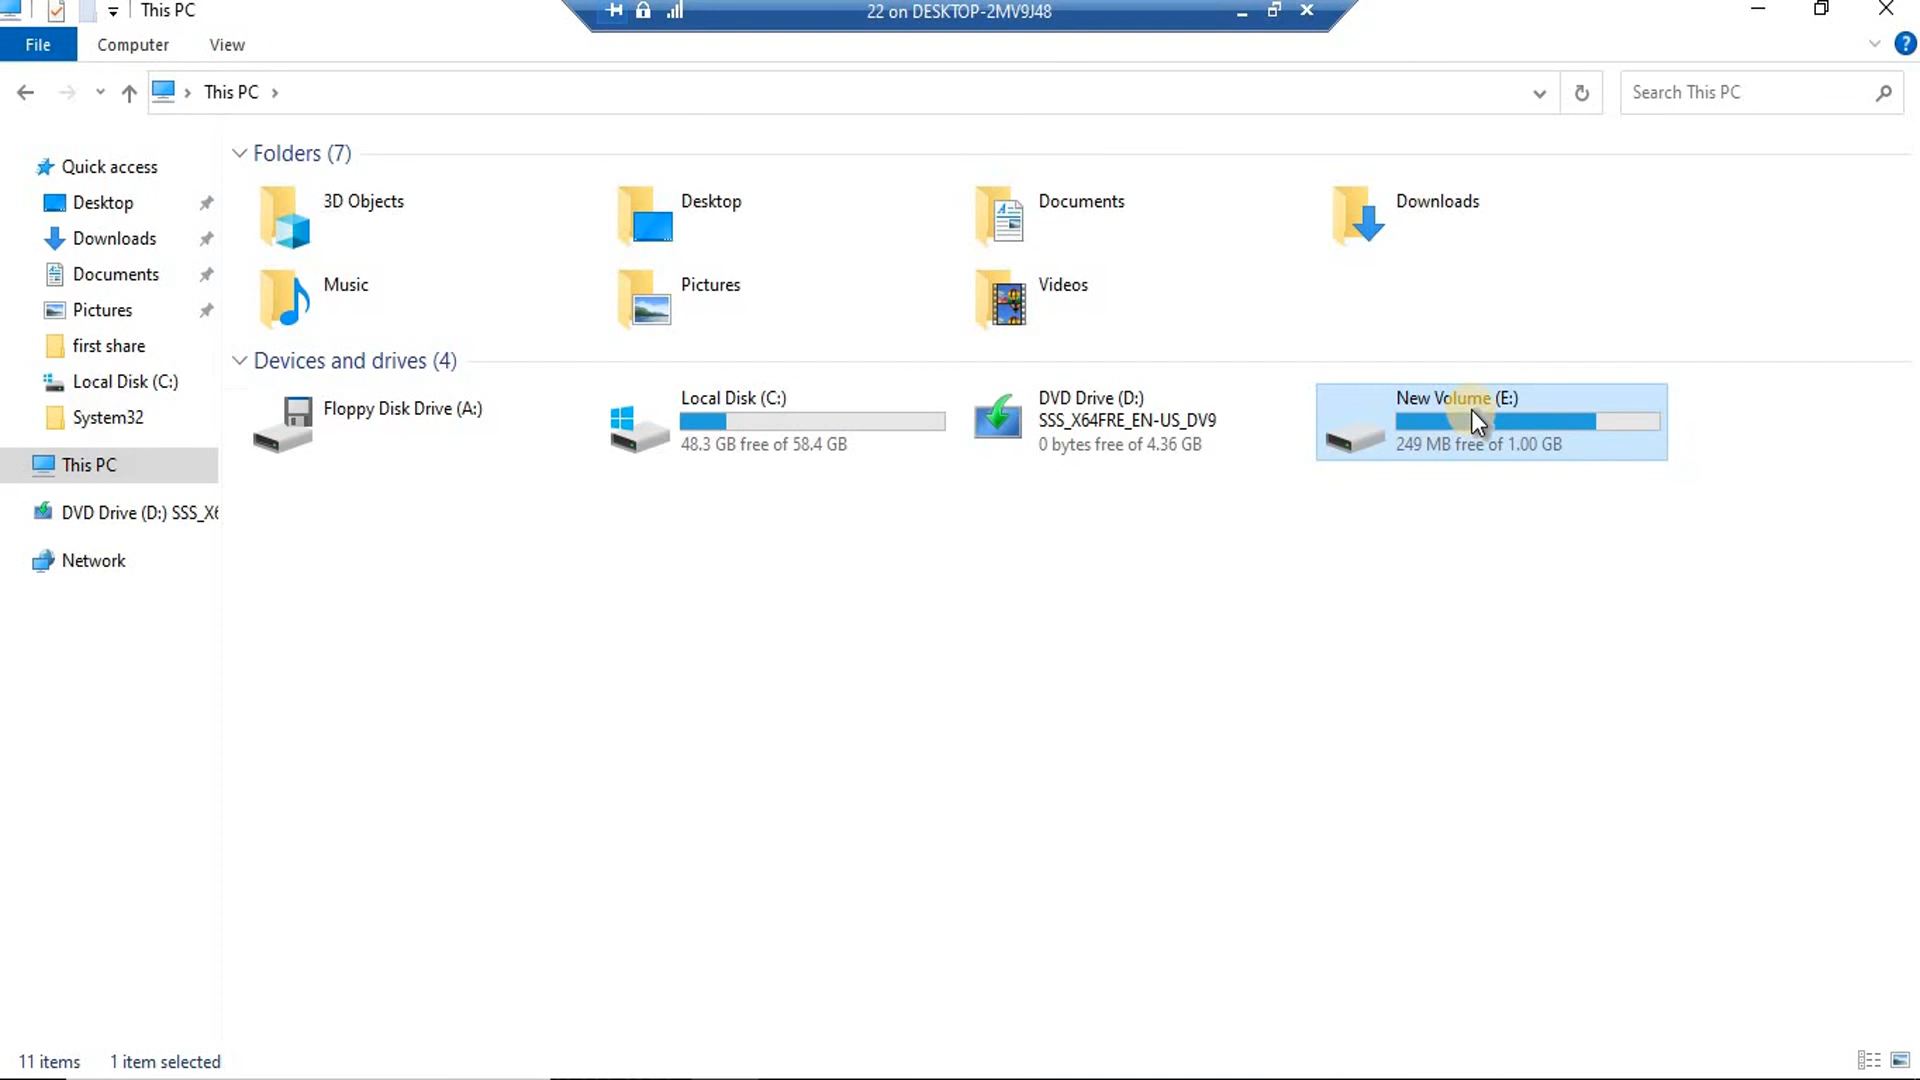 This PC
22 on DESKTOP-2MV9J48
File Computer View
This PC
Search This PC
Quick access
Desktop
Downloads
Documents
Pictures
first share
Local Disk (C:)
System32
This PC
DVD Drive (D:) SSS_X6
Network
Folders (7)
3D Objects
Desktop
Documents
Downloads
Music
Pictures
Videos
Devices and drives (4)
Floppy Disk Drive (A:)
Local Disk (C:)
48.3 GB free of 58.4 GB
DVD Drive (D:)
SSS_X64FRE_EN-US_DV9
0 bytes free of 4.36 GB
New Volume (E:)
249 MB free of 1.00 GB
11 items 1 item selected